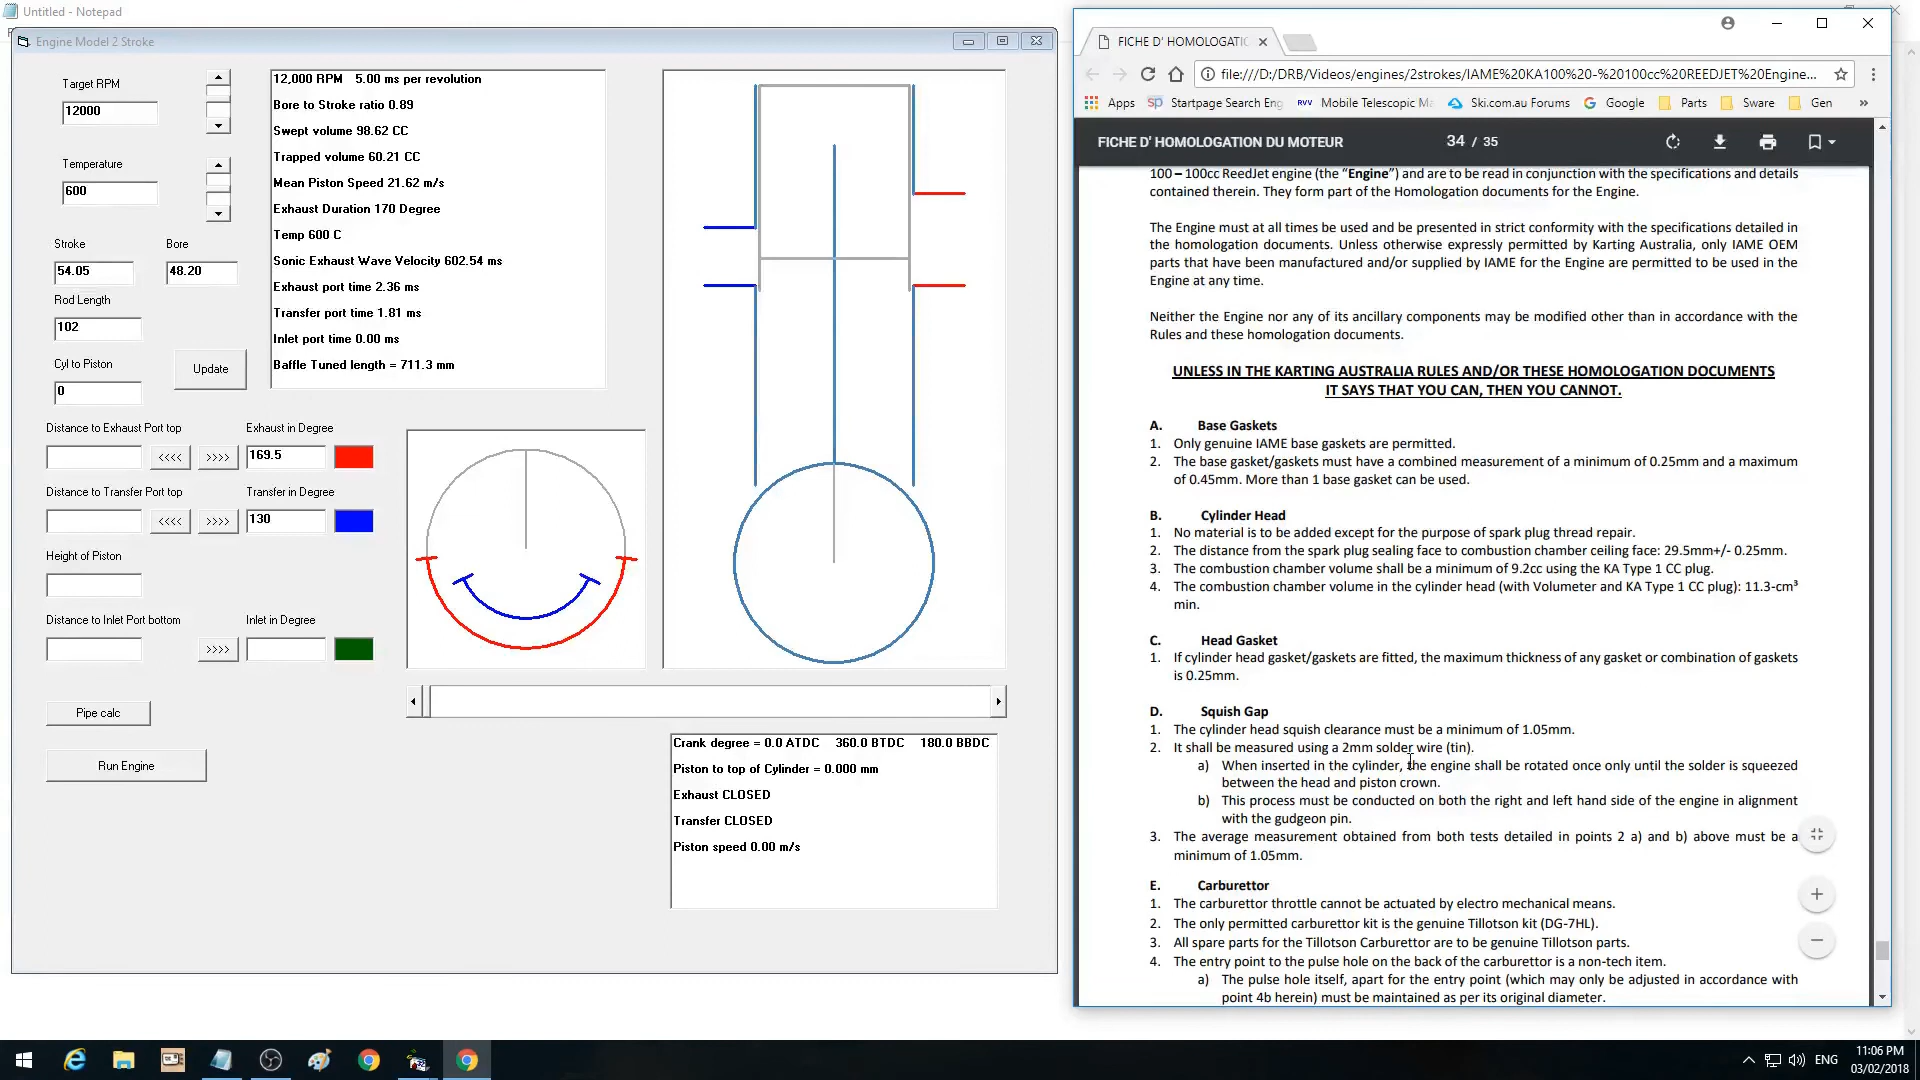 Untitled - Notepad
Engine Model 2 Stroke
Target RPM
12000
Temperature
600
Stroke
Bore
54.05
48.20
Rod Length
102
Cyl to Piston
Update
0
Distance to Exhaust Port top
Exhaust in Degree
<<<<
>>>>
169.5
Distance to Transfer Port top
Transfer in Degree
<<<<
>>>>
130
Height of Piston
Distance to Inlet Port bottom
Inlet in Degree
>>>>
Pipe calc
Run Engine
12,000 RPM 5.00 ms per revolution
Bore to Stroke ratio 0.89
Swept volume 98.62 CC
Trapped volume 60.21 CC
Mean Piston Speed 21.62 m/s
Exhaust Duration 170 Degree
Temp 600 C
Sonic Exhaust Wave Velocity 602.54 ms
Exhaust port time 2.36 ms
Transfer port time 1.81 ms
Inlet port time 0.00 ms
Baffle Tuned length = 711.3 mm
Crank degree = 0.0 ATDC 360.0 BTDC 180.0 BBDC
Piston to top of Cylinder = 0.000 mm
Exhaust CLOSED
Transfer CLOSED
Piston speed 0.00 m/s
FICHE D' HOMOLOGATIC
file:///D:/DRB/Videos/engines/2strokes/IAME%20KA100%20-%20100cc%20REEDJET%20Engine...
Apps
Startpage Search Eng
RVV Mobile Telescopic Ma
Ski.com.au Forums
Google
Parts
Sware
Gen
»
FICHE D' HOMOLOGATION DU MOTEUR
34 / 35
100 – 100cc ReedJet engine (the “Engine”) and are to be read in conjunction with the specifications and details
contained therein. They form part of the Homologation documents for the Engine.
The Engine must at all times be used and be presented in strict conformity with the specifications detailed in
the homologation documents. Unless otherwise expressly permitted by Karting Australia, only IAME OEM
parts that have been manufactured and/or supplied by IAME for the Engine are permitted to be used in the
Engine at any time.
Neither the Engine nor any of its ancillary components may be modified other than in accordance with the
Rules and these homologation documents.
UNLESS IN THE KARTING AUSTRALIA RULES AND/OR THESE HOMOLOGATION DOCUMENTS
IT SAYS THAT YOU CAN, THEN YOU CANNOT.
A. Base Gaskets
1. Only genuine IAME base gaskets are permitted.
2. The base gasket/gaskets must have a combined measurement of a minimum of 0.25mm and a maximum
of 0.45mm. More than 1 base gasket can be used.
B. Cylinder Head
1. No material is to be added except for the purpose of spark plug thread repair.
2. The distance from the spark plug sealing face to combustion chamber ceiling face: 29.5mm+/- 0.25mm.
3. The combustion chamber volume shall be a minimum of 9.2cc using the KA Type 1 CC plug.
4. The combustion chamber volume in the cylinder head (with Volumeter and KA Type 1 CC plug): 11.3-cm³
min.
C. Head Gasket
1. If cylinder head gasket/gaskets are fitted, the maximum thickness of any gasket or combination of gaskets
is 0.25mm.
D. Squish Gap
1. The cylinder head squish clearance must be a minimum of 1.05mm.
2. It shall be measured using a 2mm solder wire (tin).
a) When inserted in the cylinder, the engine shall be rotated once only until the solder is squeezed
between the head and piston crown.
b) This process must be conducted on both the right and left hand side of the engine in alignment
with the gudgeon pin.
3. The average measurement obtained from both tests detailed in points 2 a) and b) above must be a
minimum of 1.05mm.
E. Carburettor
1. The carburettor throttle cannot be actuated by electro mechanical means.
2. The only permitted carburettor kit is the genuine Tillotson kit (DG-7HL).
3. All spare parts for the Tillotson Carburettor are to be genuine Tillotson parts.
4. The entry point to the pulse hole on the back of the carburettor is a non-tech item.
a) The pulse hole itself, apart for the entry point (which may only be adjusted in accordance with
point 4b herein) must be maintained as per its original diameter.
ENG
11:06 PM
03/02/2018